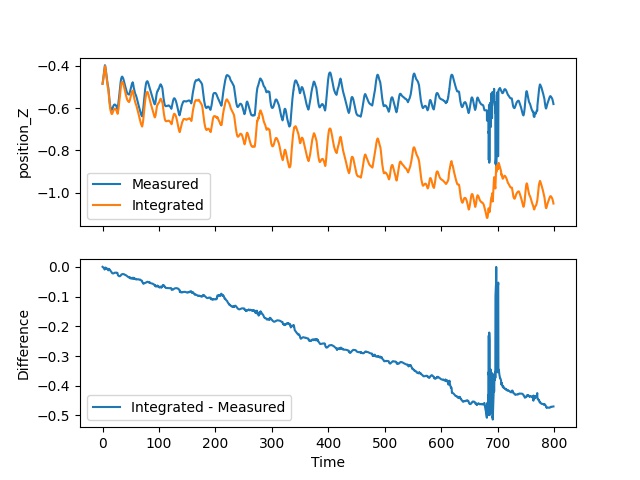 position_Z
−0.4
−0.6
−0.8
−1.0
Measured
Integrated
Difference
0.0
−0.1
−0.2
−0.3
−0.4
−0.5
Integrated - Measured
0 100 200 300 400 500 600 700 800
Time